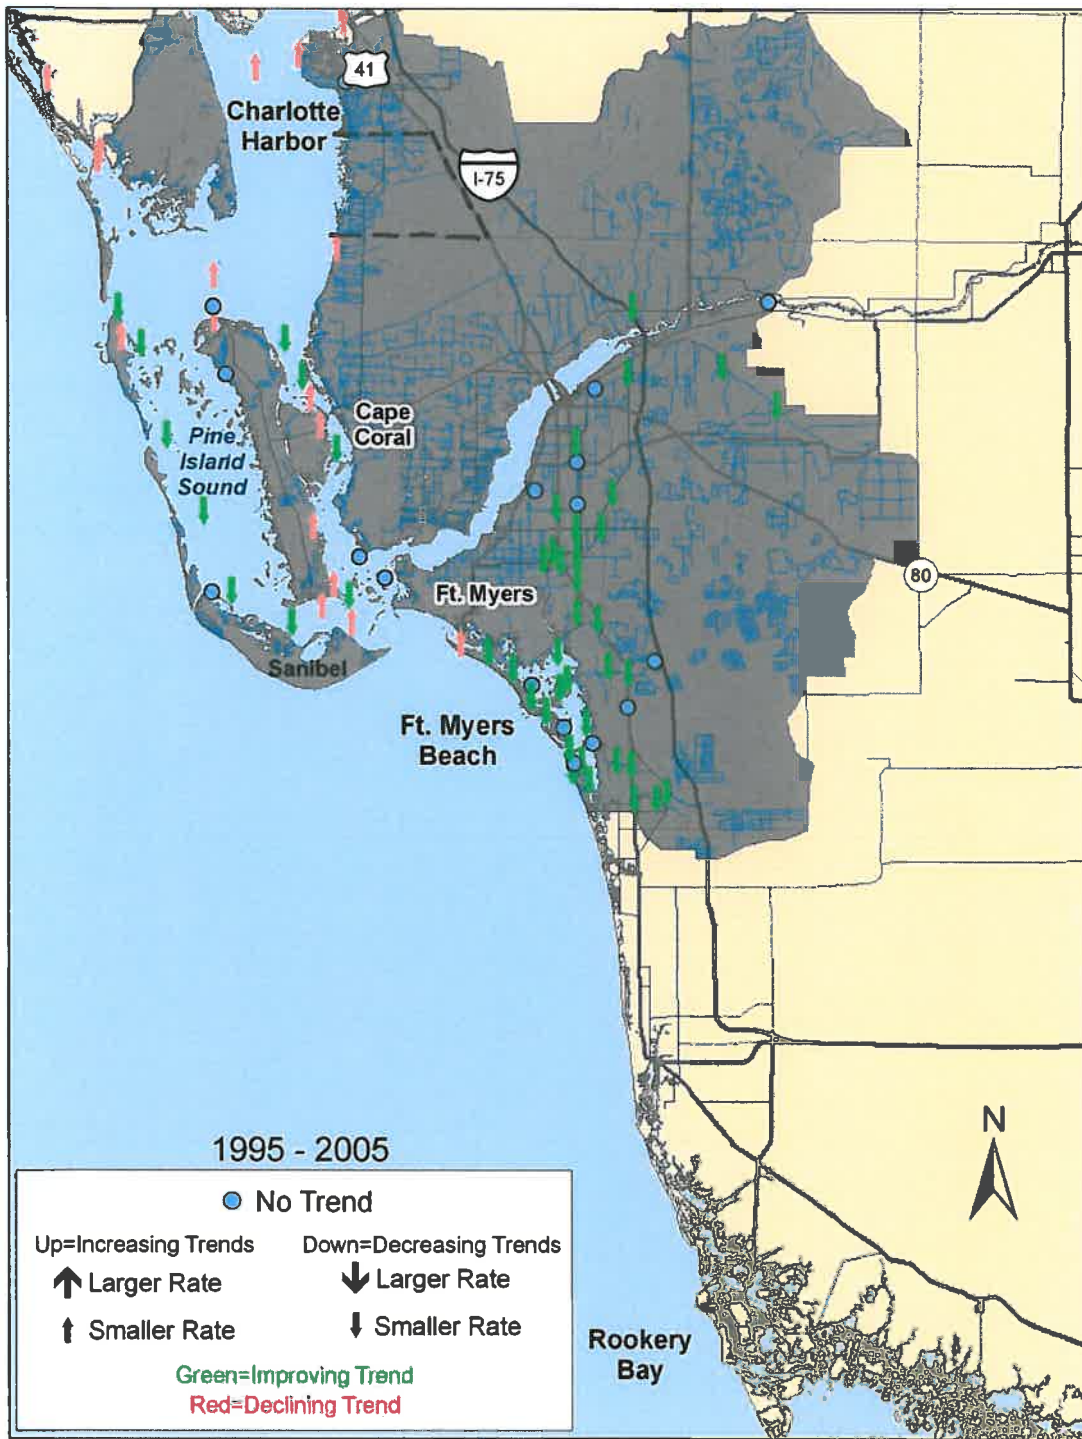 41
Charlotte
Harbor
I-75
Cape
Coral
Pine
Island
Sound
80
Ft. Myers
Sanibel
Ft. Myers
Beach
1995 - 2005
No Trend
Up=Increasing Trends
Down=Decreasing Trends
Larger Rate
Larger Rate
Smaller Rate
Smaller Rate
Green=Improving Trend
Red=Declining Trend
N
Rookery
Bay